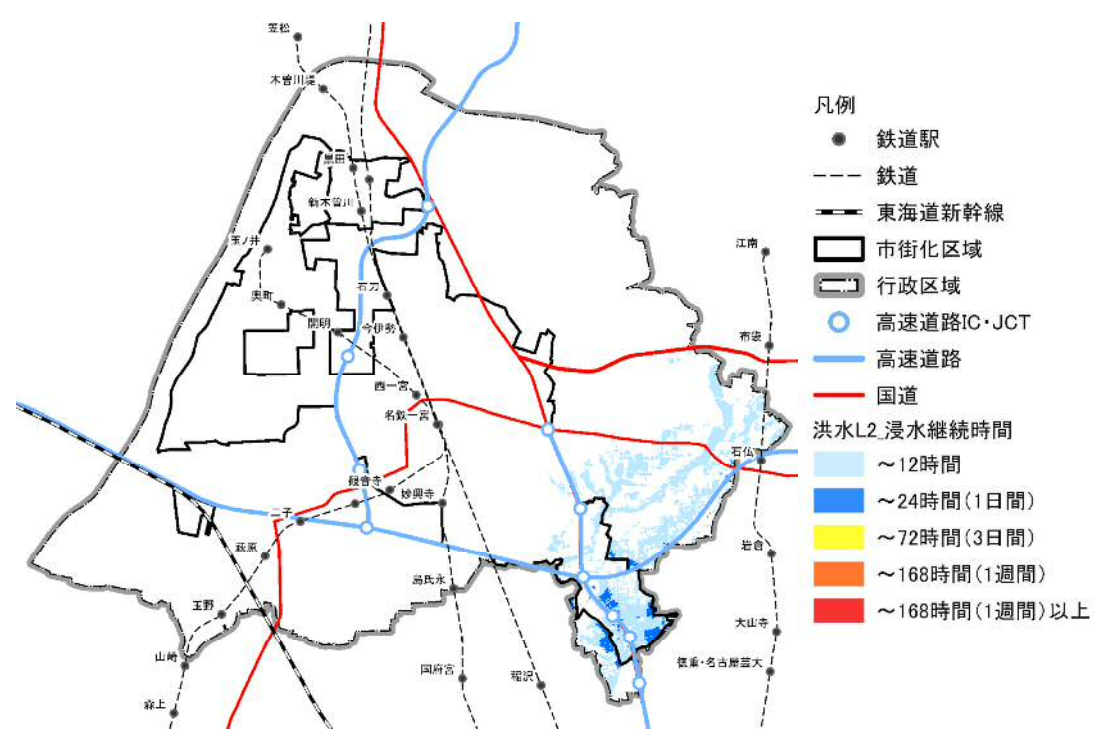 笠松
木曽川堤
黒田
新木曽川
玉ノ井
江南
石刀
奥町
開明
今伊勢
布袋
西一宮
名鉄一宮
石仏
観音寺
妙興寺
二子
萩原
岩倉
島氏永
玉野
大山寺
山崎
国府宮
稲沢
徳重・名古屋芸大
森上
凡例
鉄道駅
鉄道
東海道新幹線
市街化区域
行政区域
高速道路IC・JCT
高速道路
国道
洪水L2_浸水継続時間
～12時間
～24時間(1日間)
～72時間(3日間)
～168時間(1週間)
～168時間(1週間)以上